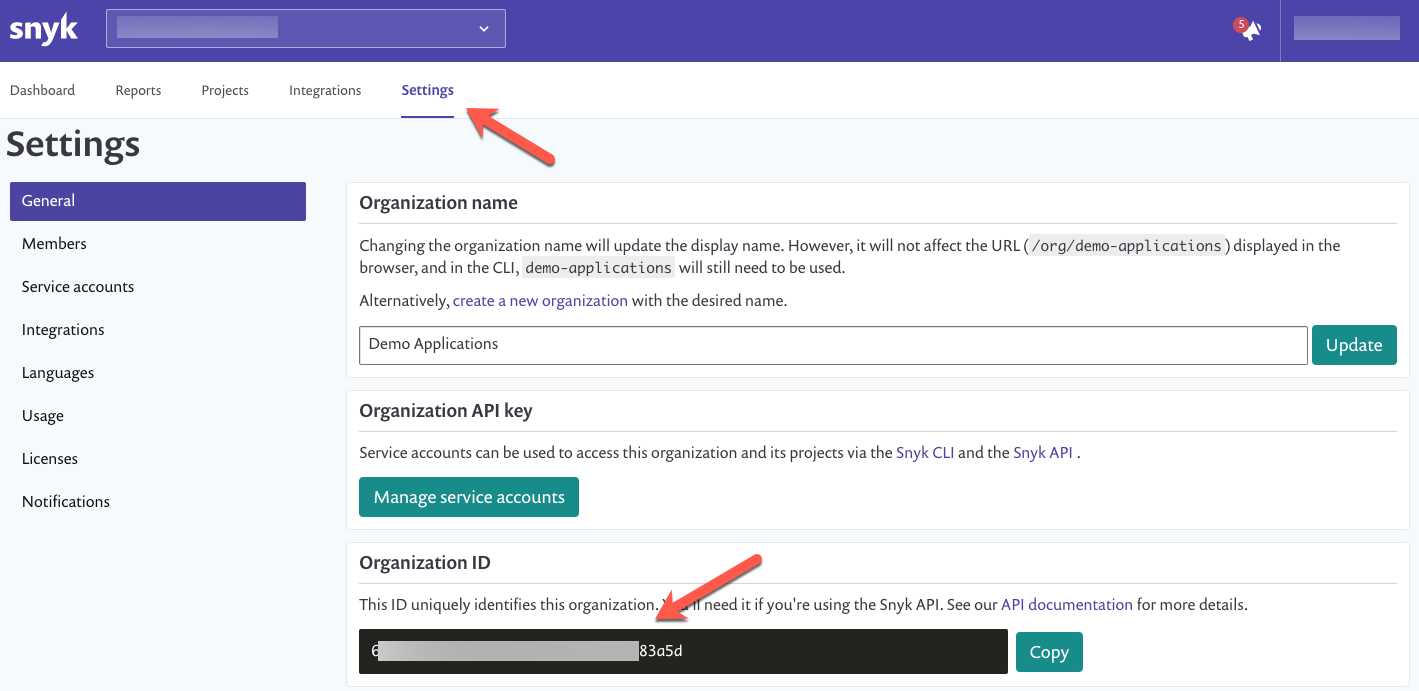 snyk
5
Dashboard Reports Projects Integrations Settings
Settings
General
Members
Service accounts
Integrations
Languages
Usage
Licenses
Notifications
Organization name
Changing the organization name will update the display name. However, it will not affect the URL (/org/demo-applications) displayed in the
browser, and in the CLI, demo-applications will still need to be used.
Alternatively, create a new organization with the desired name.
Demo Applications
Update
Organization API key
Service accounts can be used to access this organization and its projects via the Snyk CLI and the Snyk API .
Manage service accounts
Organization ID
This ID uniquely identifies this organization. You'll need it if you're using the Snyk API. See our API documentation for more details.
6 83a5d
Copy